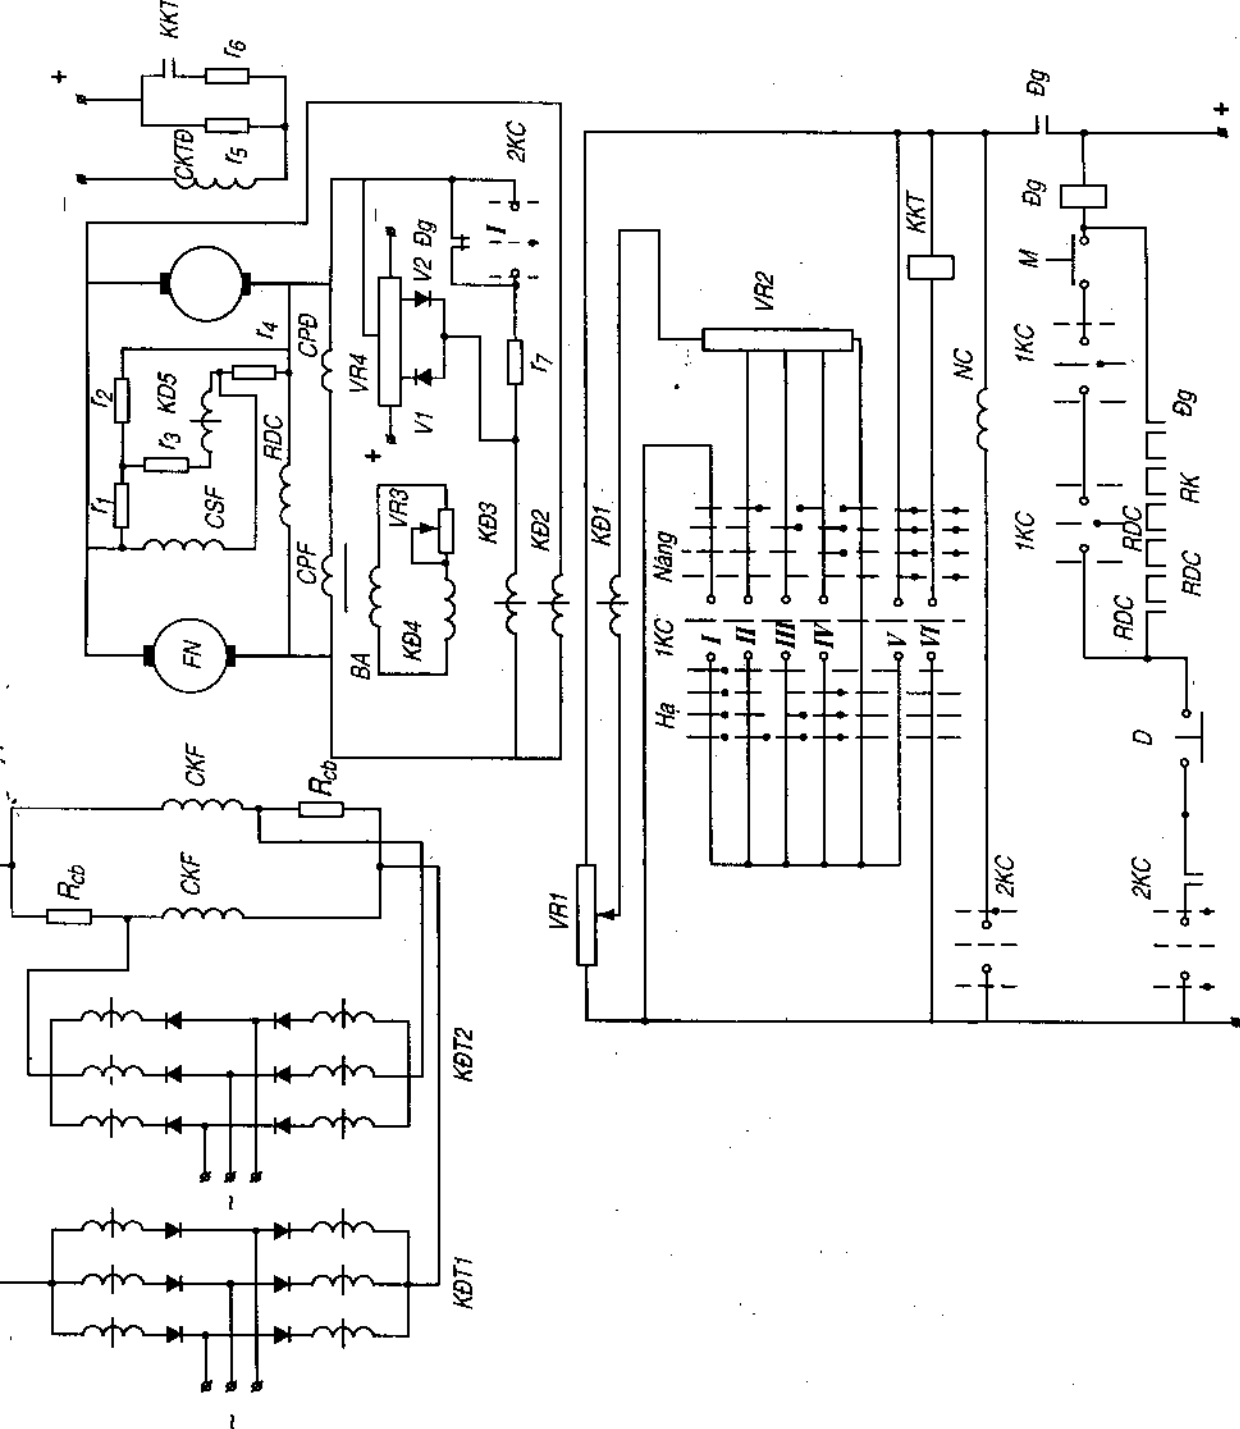 KKT
r6
+
CKTĐ
r5
–
2KC
Đg
+
r4
CPĐ
r2
KD5
r3
RDC
r1
CSF
CPF
FN
VR4
–
V2
Đg
I
V1
+
r7
VR3
KĐ4
BA
KĐ3
KĐ2
KĐ1
Đg
KKT
VR2
NC
M
1KC
Đg
RK
RDC
RDC
RDC
1KC
Nâng
1KC
I
II
III
IV
V
VI
Hạ
D
2KC
2KC
VR1
CKF
Rcb
CKF
Rcb
KĐT2
~
KĐT1
~